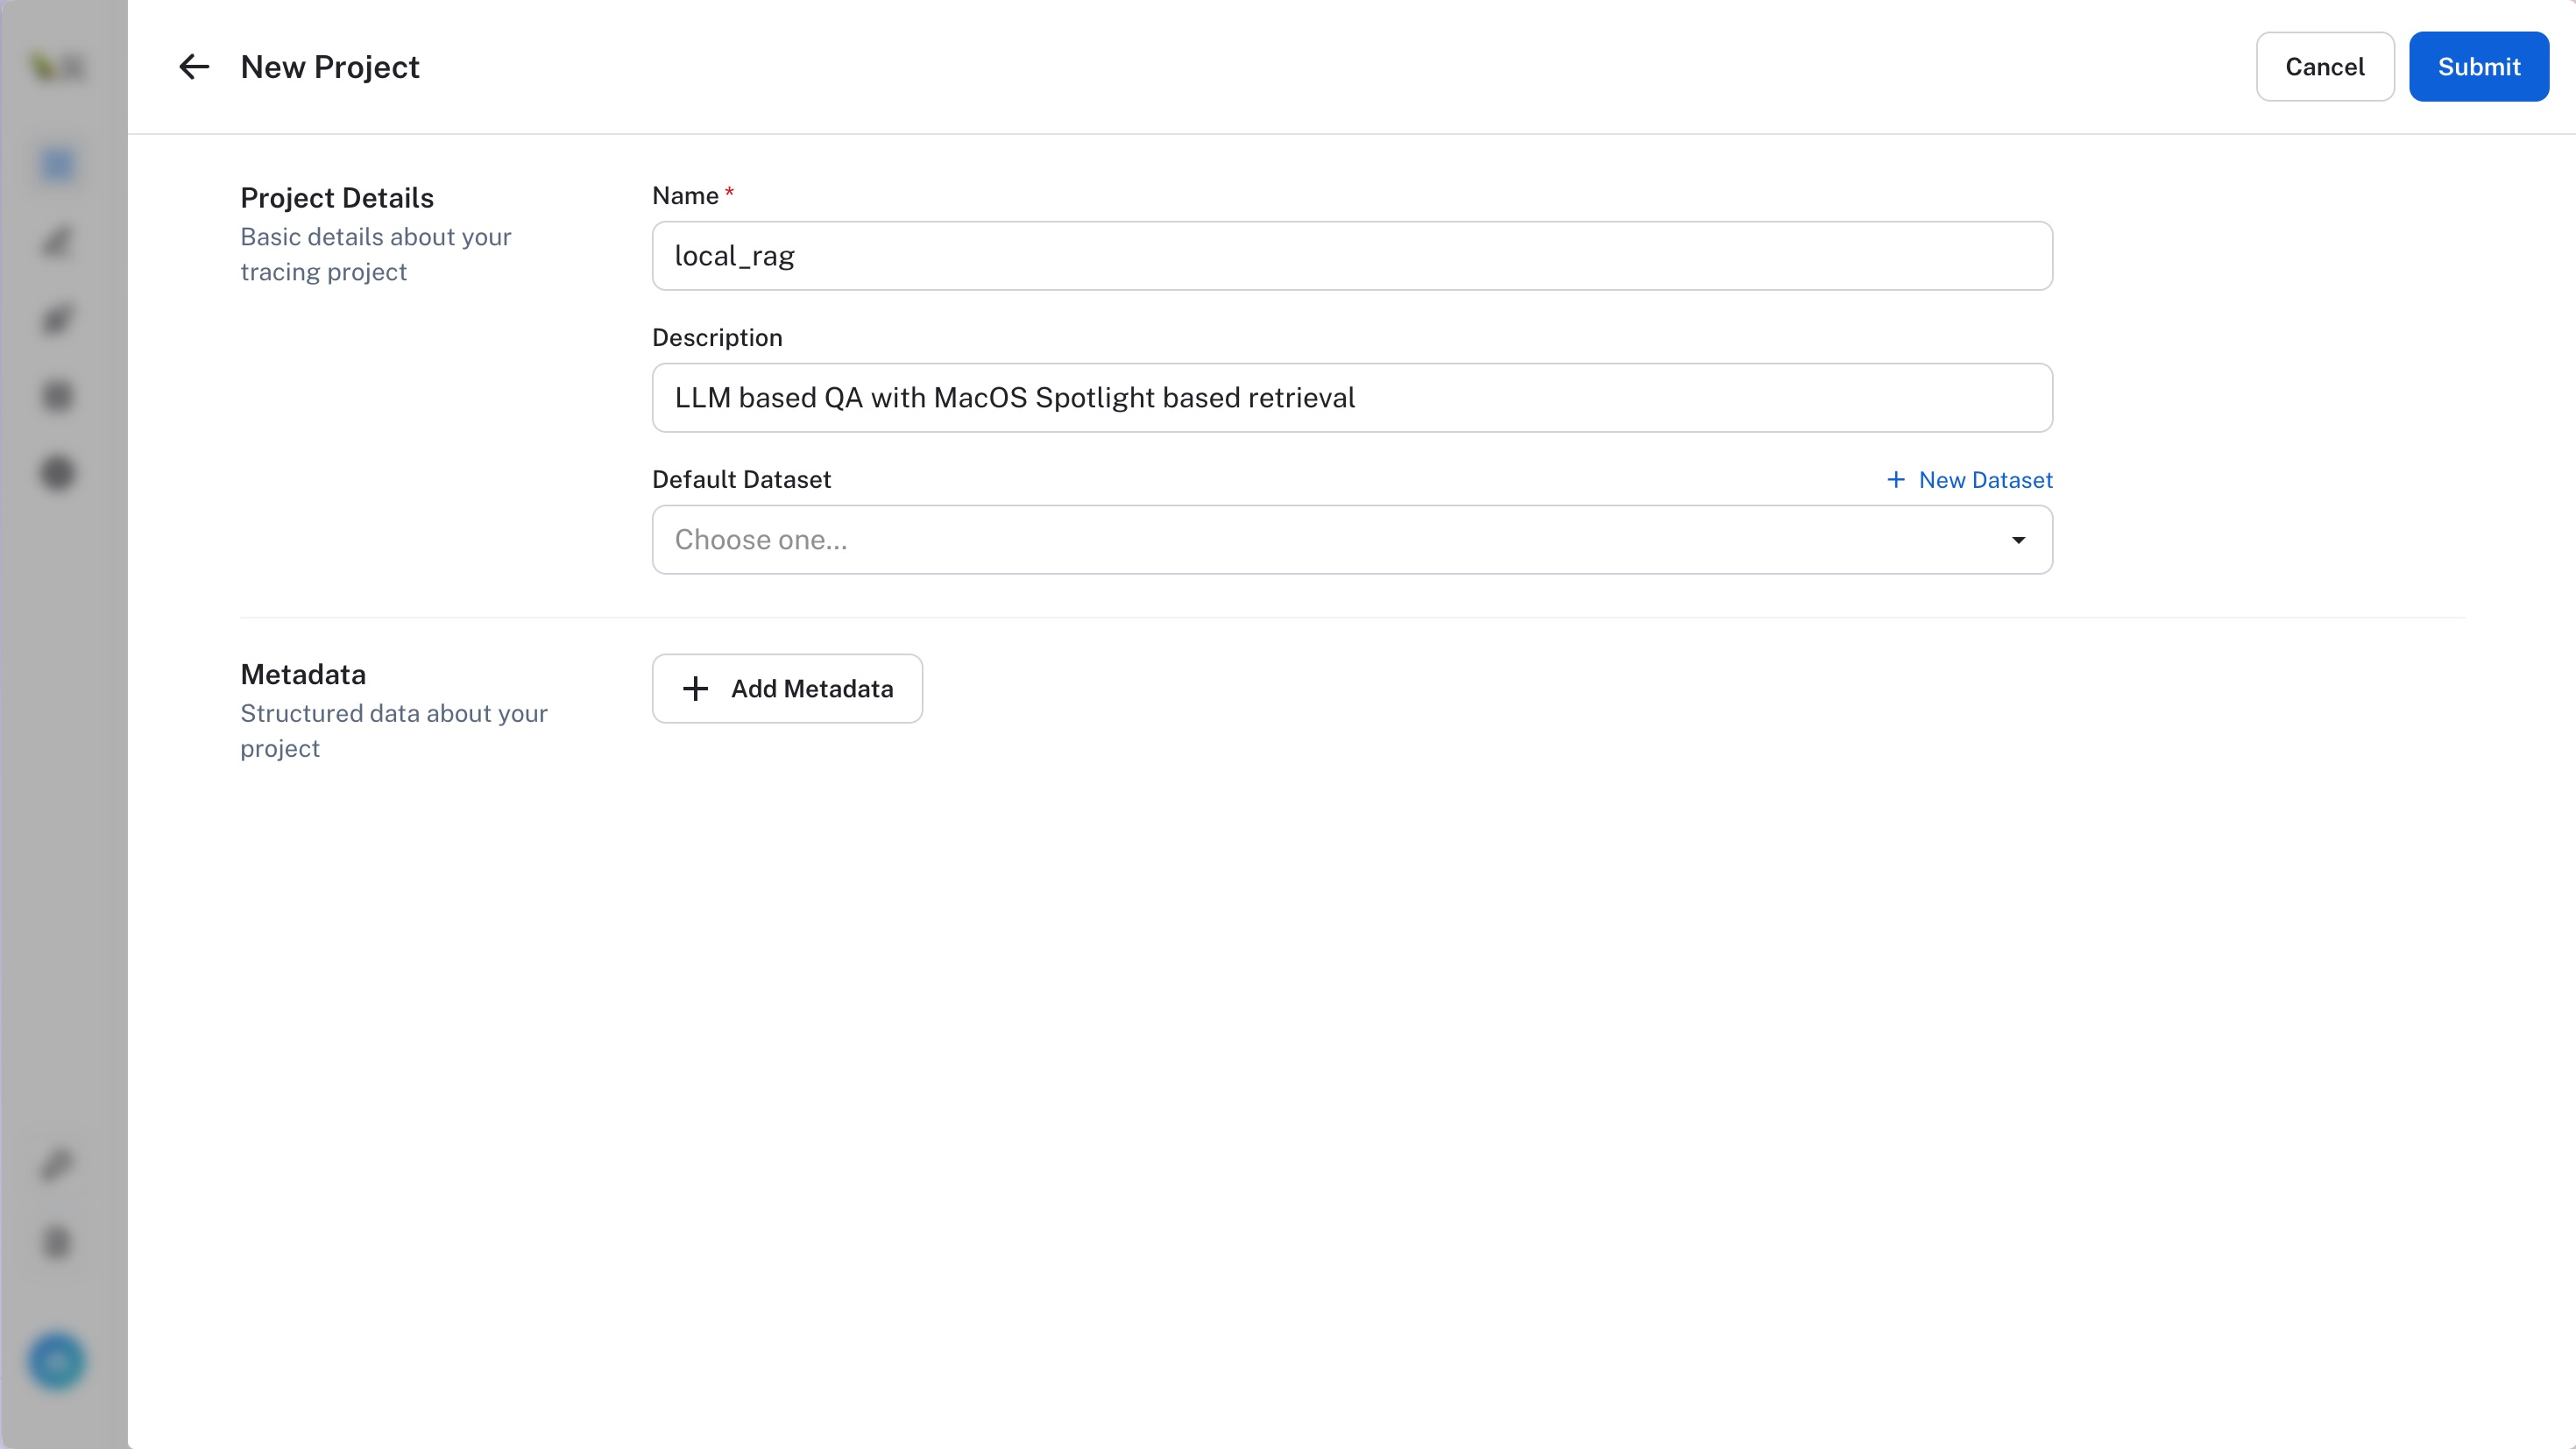 New Project
Cancel
Submit
Project Details
Basic details about your
tracing project
Name *
local_rag
Description
LLM based QA with MacOS Spotlight based retrieval
Default Dataset
+ New Dataset
Choose one...
Metadata
Structured data about your
project
+ Add Metadata